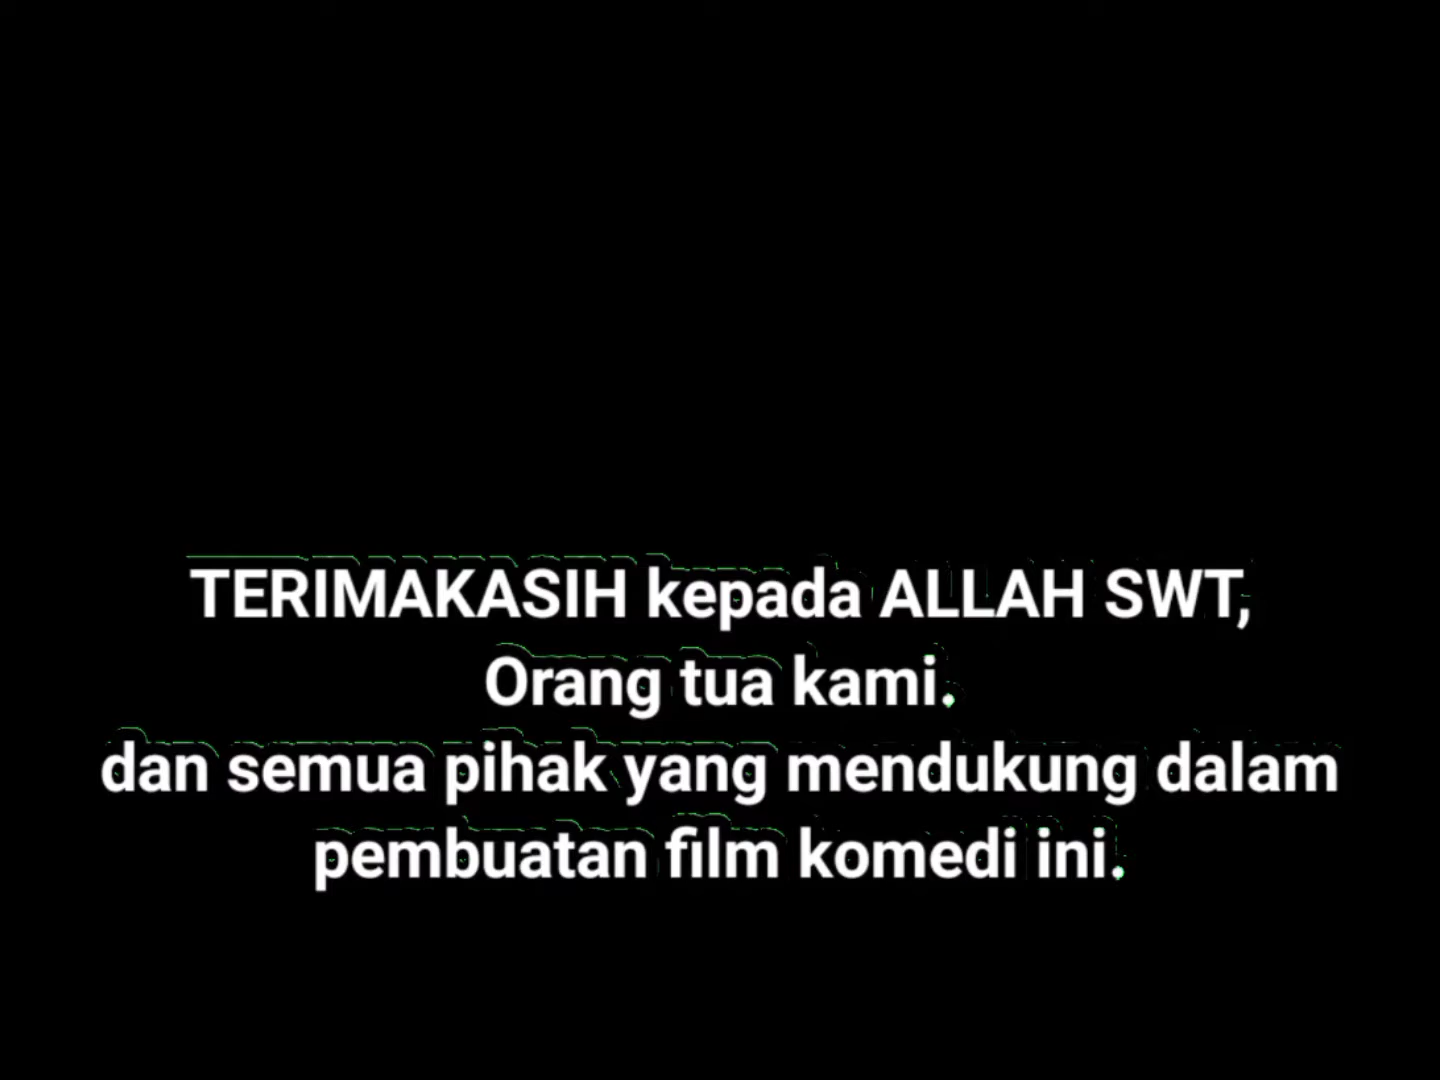 TERIMAKASIH kepada ALLAH SWT,
Orang tua kami.
dan semua pihak yang mendukung dalam
pembuatan film komedi ini.